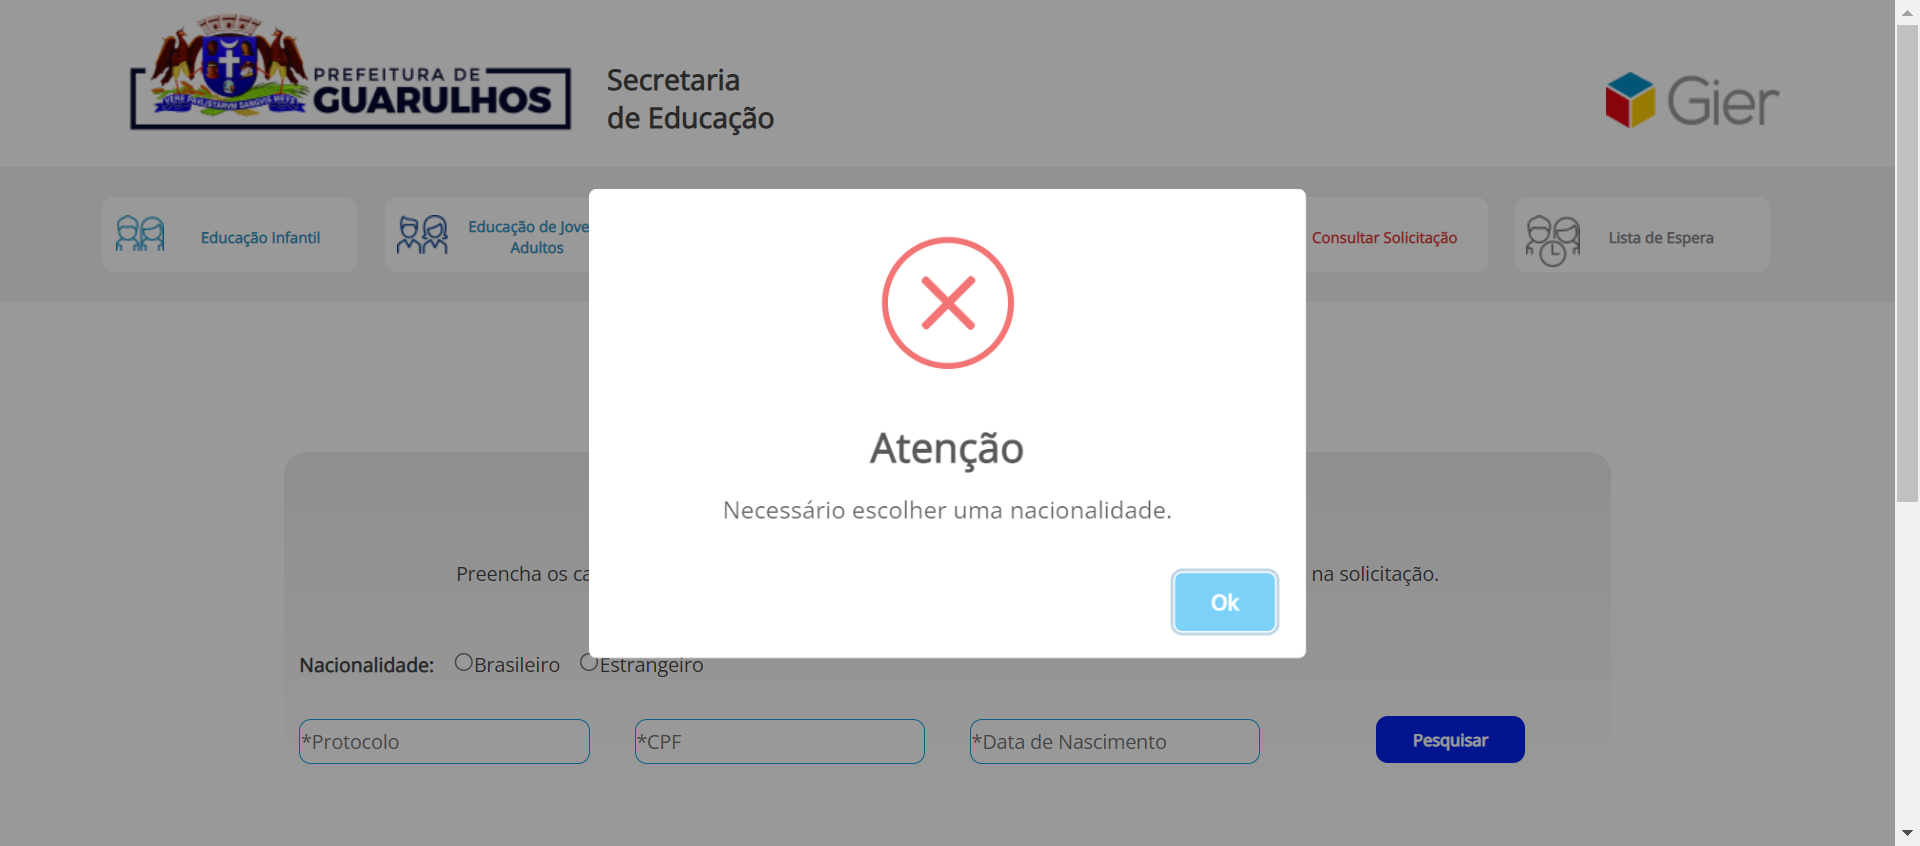 PREFEITURA DE
GUARULHOS
Secretaria
de Educação
Gier
Educação Infantil
Educação de Jove
Adultos
Consultar Solicitação
Lista de Espera
Atenção
Necessário escolher uma nacionalidade.
Ok
Preencha os ca
na solicitação.
Nacionalidade: Brasileiro Estrangeiro
*Protocolo *CPF *Data de Nascimento Pesquisar